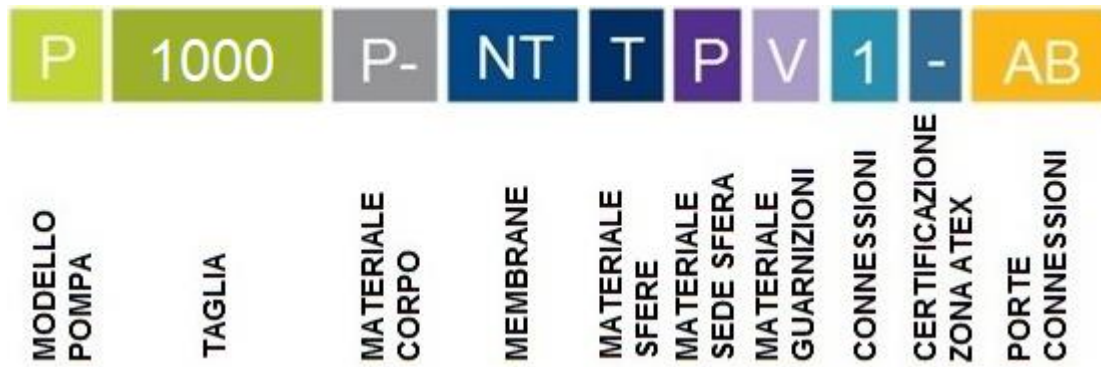 P 1000 P- NT T P V 1 - AB
MODELLO
POMPA
TAGLIA
MATERIALE
CORPO
MEMBRANE
MATERIALE
SFERE
MATERIALE
SEDE SFERA
MATERIALE
GUARNIZIONI
CONNESSIONI
CERTIFICAZIONE
ZONA ATEX
PORTE
CONNESSIONI